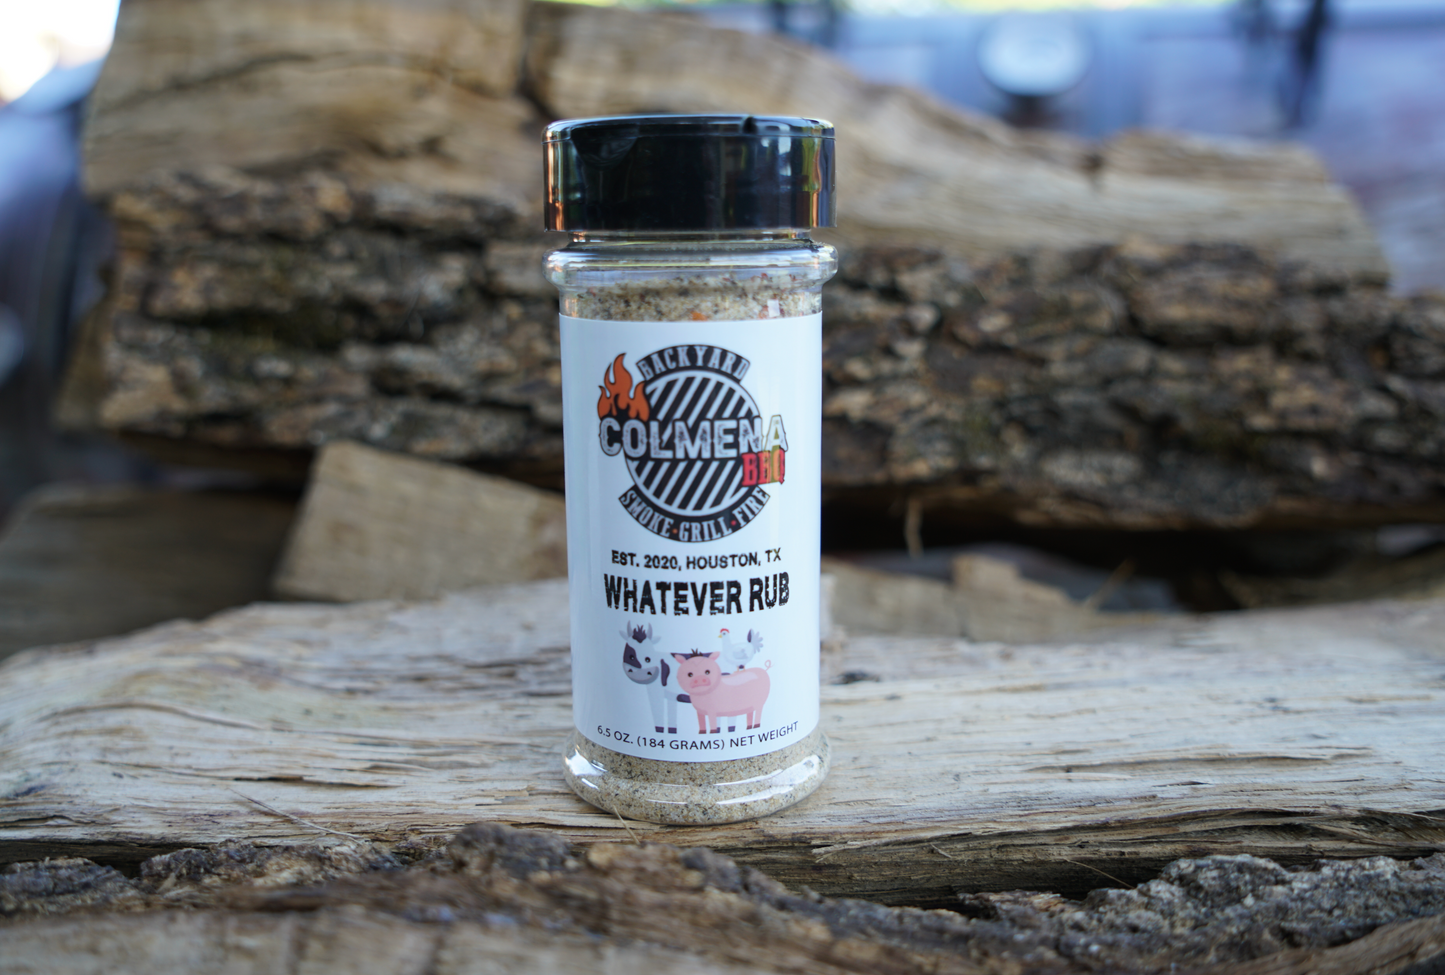 BACKYARD
COLMENA
BBQ
SMOKE · GRILL · FIRE
EST. 2020, HOUSTON, TX
WHATEVER RUB
6.5 OZ. (184 GRAMS) NET WEIGHT